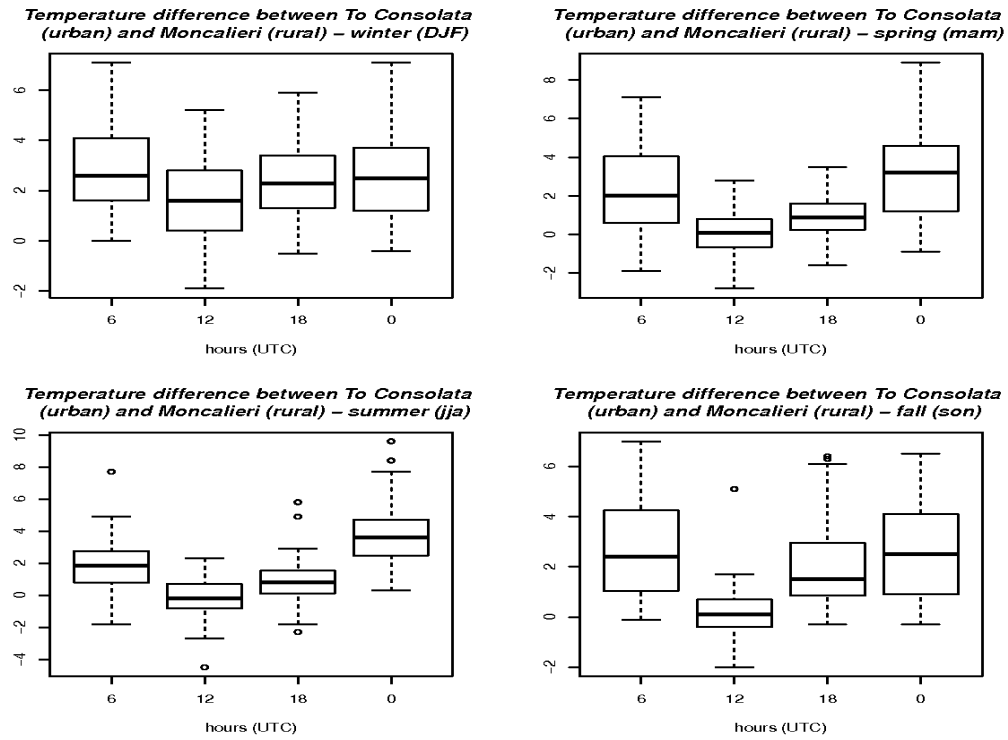 Temperature difference between To Consolata
(urban) and Moncalieri (rural) – winter (DJF)
6
4
2
0
−2
6 12 18 0
hours (UTC)
Temperature difference between To Consolata
(urban) and Moncalieri (rural) – spring (mam)
8
6
4
2
0
−2
6 12 18 0
hours (UTC)
Temperature difference between To Consolata
(urban) and Moncalieri (rural) – summer (jja)
10
8
6
4
2
0
−2
−4
6 12 18 0
hours (UTC)
Temperature difference between To Consolata
(urban) and Moncalieri (rural) – fall (son)
6
4
2
0
−2
6 12 18 0
hours (UTC)